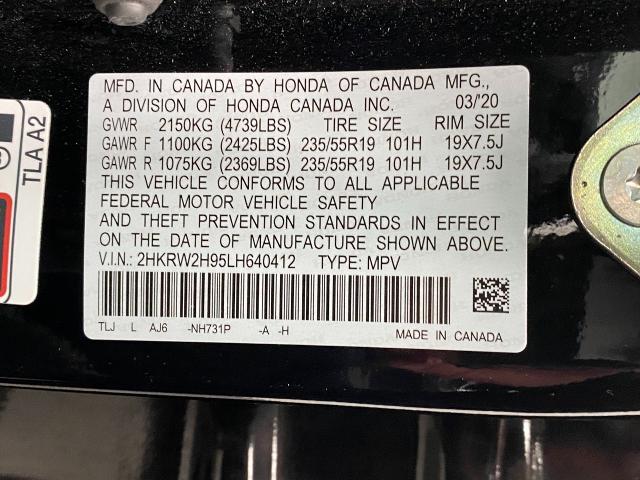 MFD. IN CANADA BY HONDA OF CANADA MFG.,
A DIVISION OF HONDA CANADA INC. 03/'20
GVWR 2150KG (4739LBS) TIRE SIZE RIM SIZE
GAWR F 1100KG (2425LBS) 235/55R19 101H 19X7.5J
GAWR R 1075KG (2369LBS) 235/55R19 101H 19X7.5J
THIS VEHICLE CONFORMS TO ALL APPLICABLE
FEDERAL MOTOR VEHICLE SAFETY
AND THEFT PREVENTION STANDARDS IN EFFECT
ON THE DATE OF MANUFACTURE SHOWN ABOVE.
V.I.N.: 2HKRW2H95LH640412 TYPE: MPV
TLJ L AJ6 -NH731P -A -H MADE IN CANADA
TLA A2